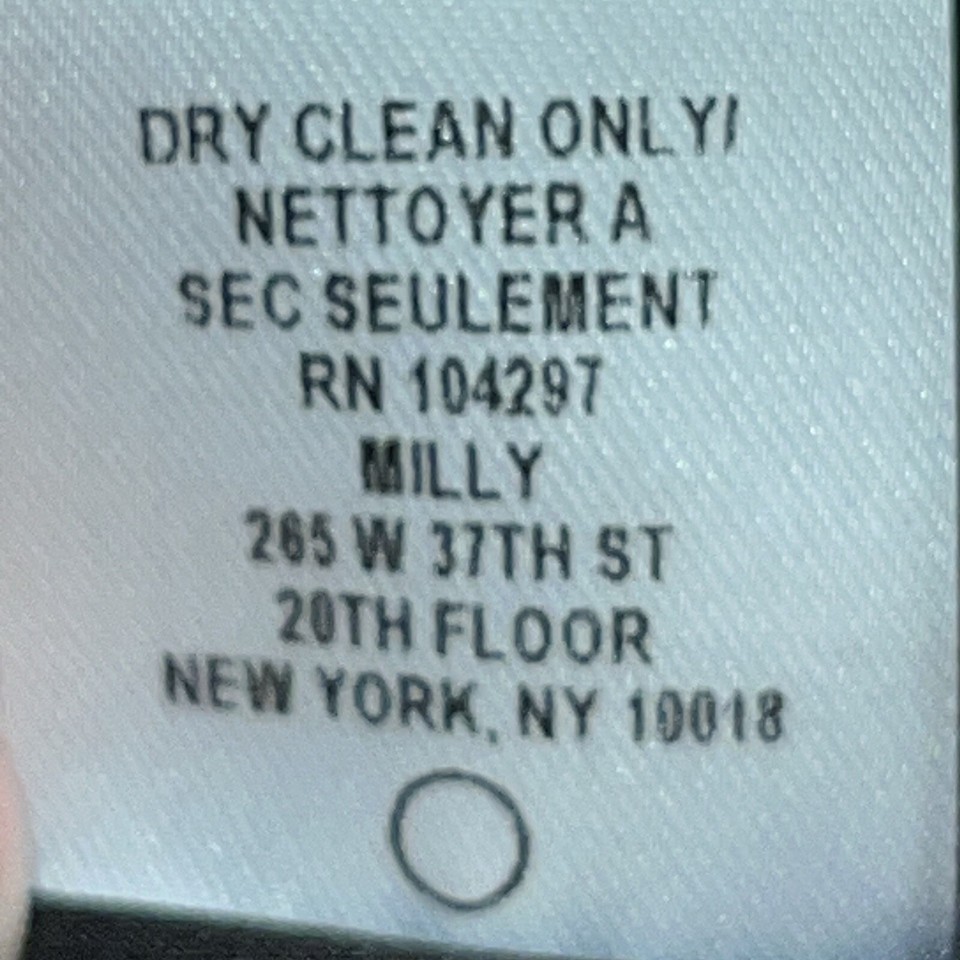 DRY CLEAN ONLY/
NETTOYER A
SEC SEULEMENT
RN 104297
MILLY
265 W 37TH ST
20TH FLOOR
NEW YORK, NY 10018